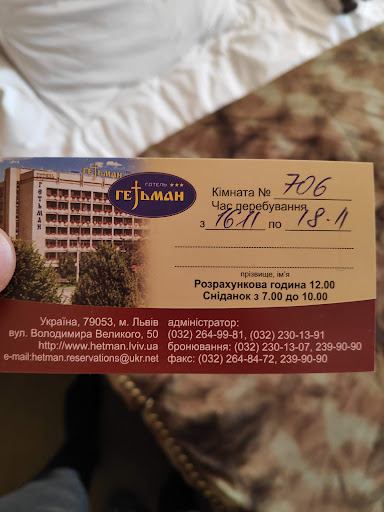 ГЕТЬМАН
ГЕТЬМАН
ГОТЕЛЬ ★★★
ГЕТЬМАН
Кімната № 706
Час перебування
з 16.11 по 18.11
прізвище, ім'я
Розрахункова година 12.00
Сніданок з 7.00 до 10.00
Україна, 79053, м. Львів
вул. Володимира Великого, 50
http://www.hetman.lviv.ua
e-mail:hetman.reservations@ukr.net
адміністратор:
(032) 264-99-81, (032) 230-13-91
бронювання: (032) 230-13-07, 239-90-90
факс: (032) 264-84-72, 239-90-90